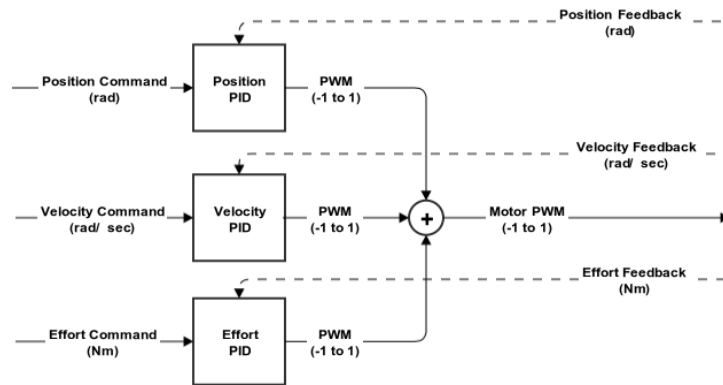 Position Feedback
(rad)
Position Command
(rad)
Position
PID
PWM
(-1 to 1)
Velocity Feedback
(rad/ sec)
Velocity Command
(rad/ sec)
Velocity
PID
PWM
(-1 to 1)
+
Motor PWM
(-1 to 1)
Effort Feedback
(Nm)
Effort Command
(Nm)
Effort
PID
PWM
(-1 to 1)